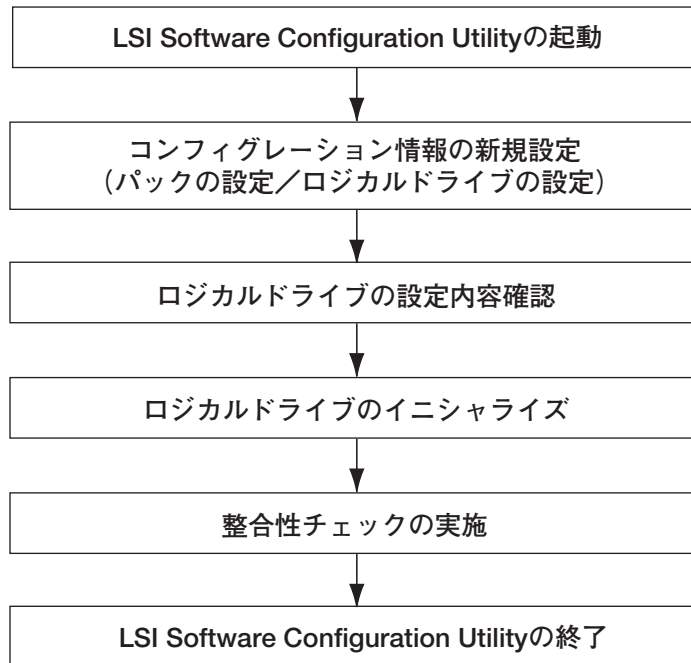 LSI Software Configuration Utilityの起動
コンフィグレーション情報の新規設定
（パックの設定／ロジカルドライブの設定）
ロジカルドライブの設定内容確認
ロジカルドライブのイニシャライズ
整合性チェックの実施
LSI Software Configuration Utilityの終了